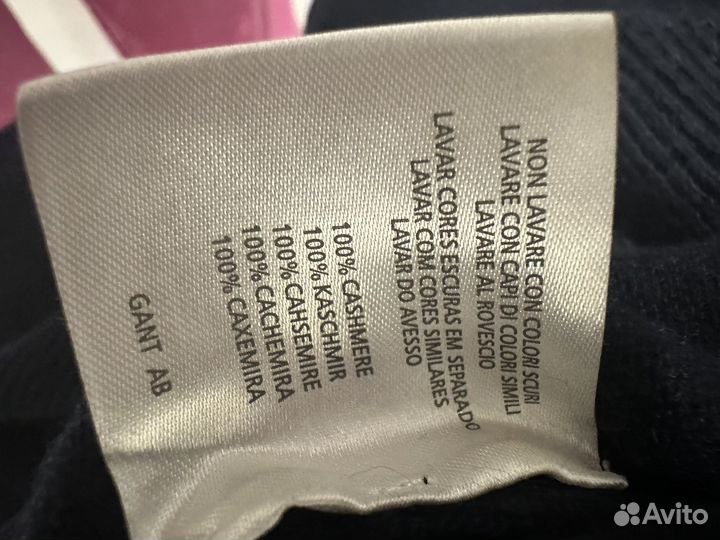 NON LAVARE CON COLORI SCURI
LAVARE CON CAPI DI COLORI SIMILI
LAVARE AL ROVESCIO
LAVAR CORES ESCURAS EM SEPARADO
LAVAR COM CORES SIMILARES
LAVAR DO AVESSO
100% CASHMERE
100% KASCHMIR
100% CAHSEMIRE
100% CACHEMIRA
100% CAXEMIRA
GANT AB
Avito